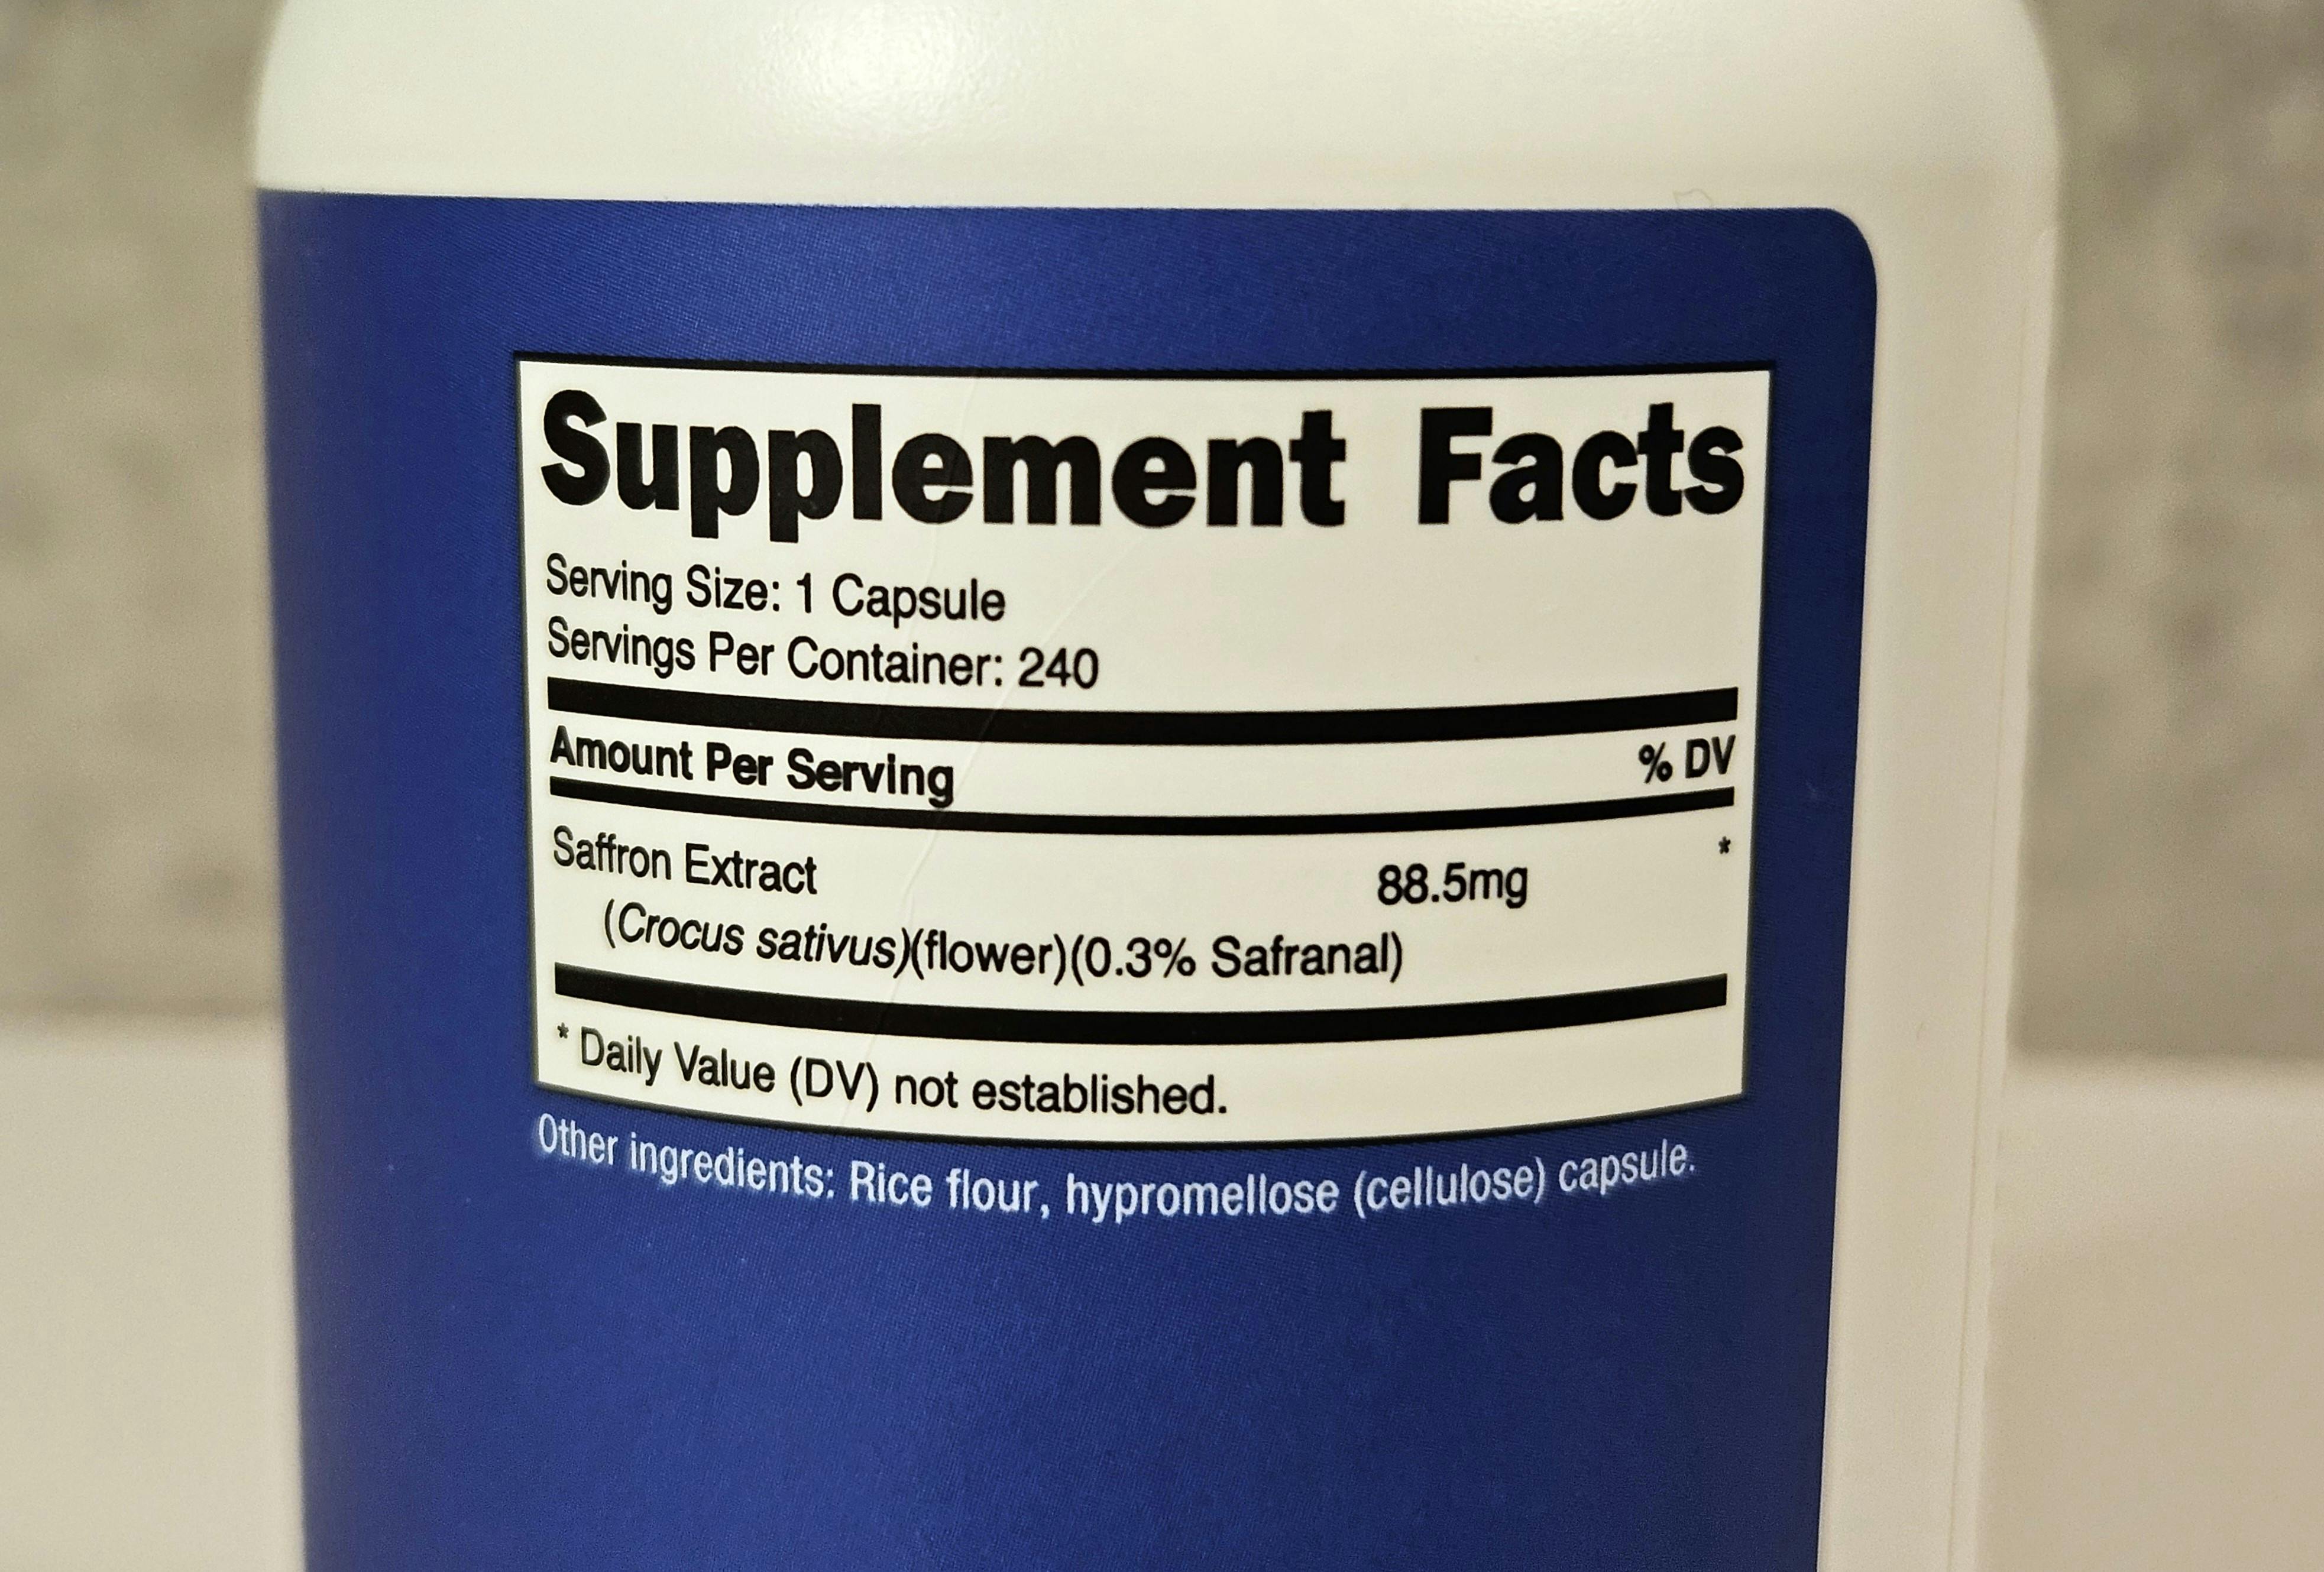 Supplement Facts
Serving Size: 1 Capsule
Servings Per Container: 240
Amount Per Serving % DV
Saffron Extract 88.5mg *
(Crocus sativus)(flower)(0.3% Safranal)
* Daily Value (DV) not established.
Other ingredients: Rice flour, hypromellose (cellulose) capsule.